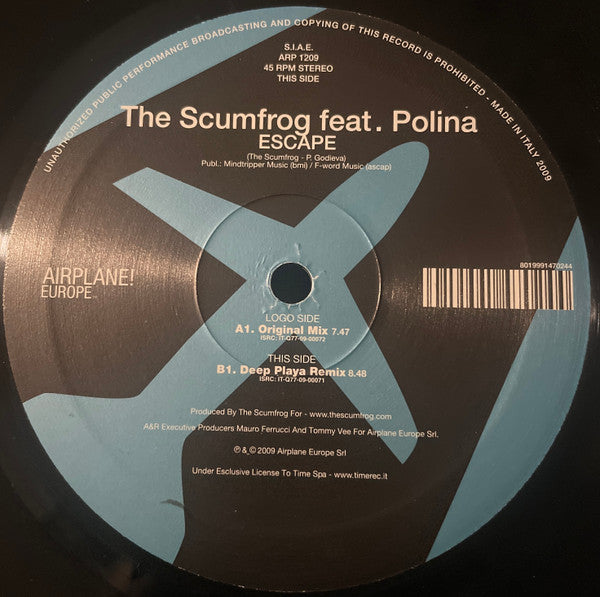 UNAUTHORIZED PUBLIC PERFORMANCE BROADCASTING AND COPYING OF THIS RECORD IS PROHIBITED - MADE IN ITALY 2009
S.I.A.E.
ARP 1209
45 RPM STEREO
THIS SIDE
The Scumfrog feat. Polina
ESCAPE
(The Scumfrog - P. Godieva)
Publ.: Mindtripper Music (bmi) / F-word Music (ascap)
AIRPLANE!
EUROPE
8019991470244
LOGO SIDE
A1. Original Mix 7.47
ISRC: IT-Q77-09-00072
THIS SIDE
B1. Deep Playa Remix 8.48
ISRC: IT-Q77-09-00071
Produced By The Scumfrog For - www.thescumfrog.com
A&R Executive Producers Mauro Ferrucci And Tommy Vee For Airplane Europe Srl.
℗ & © 2009 Airplane Europe Srl
Under Esclusive License To Time Spa - www.timerec.it